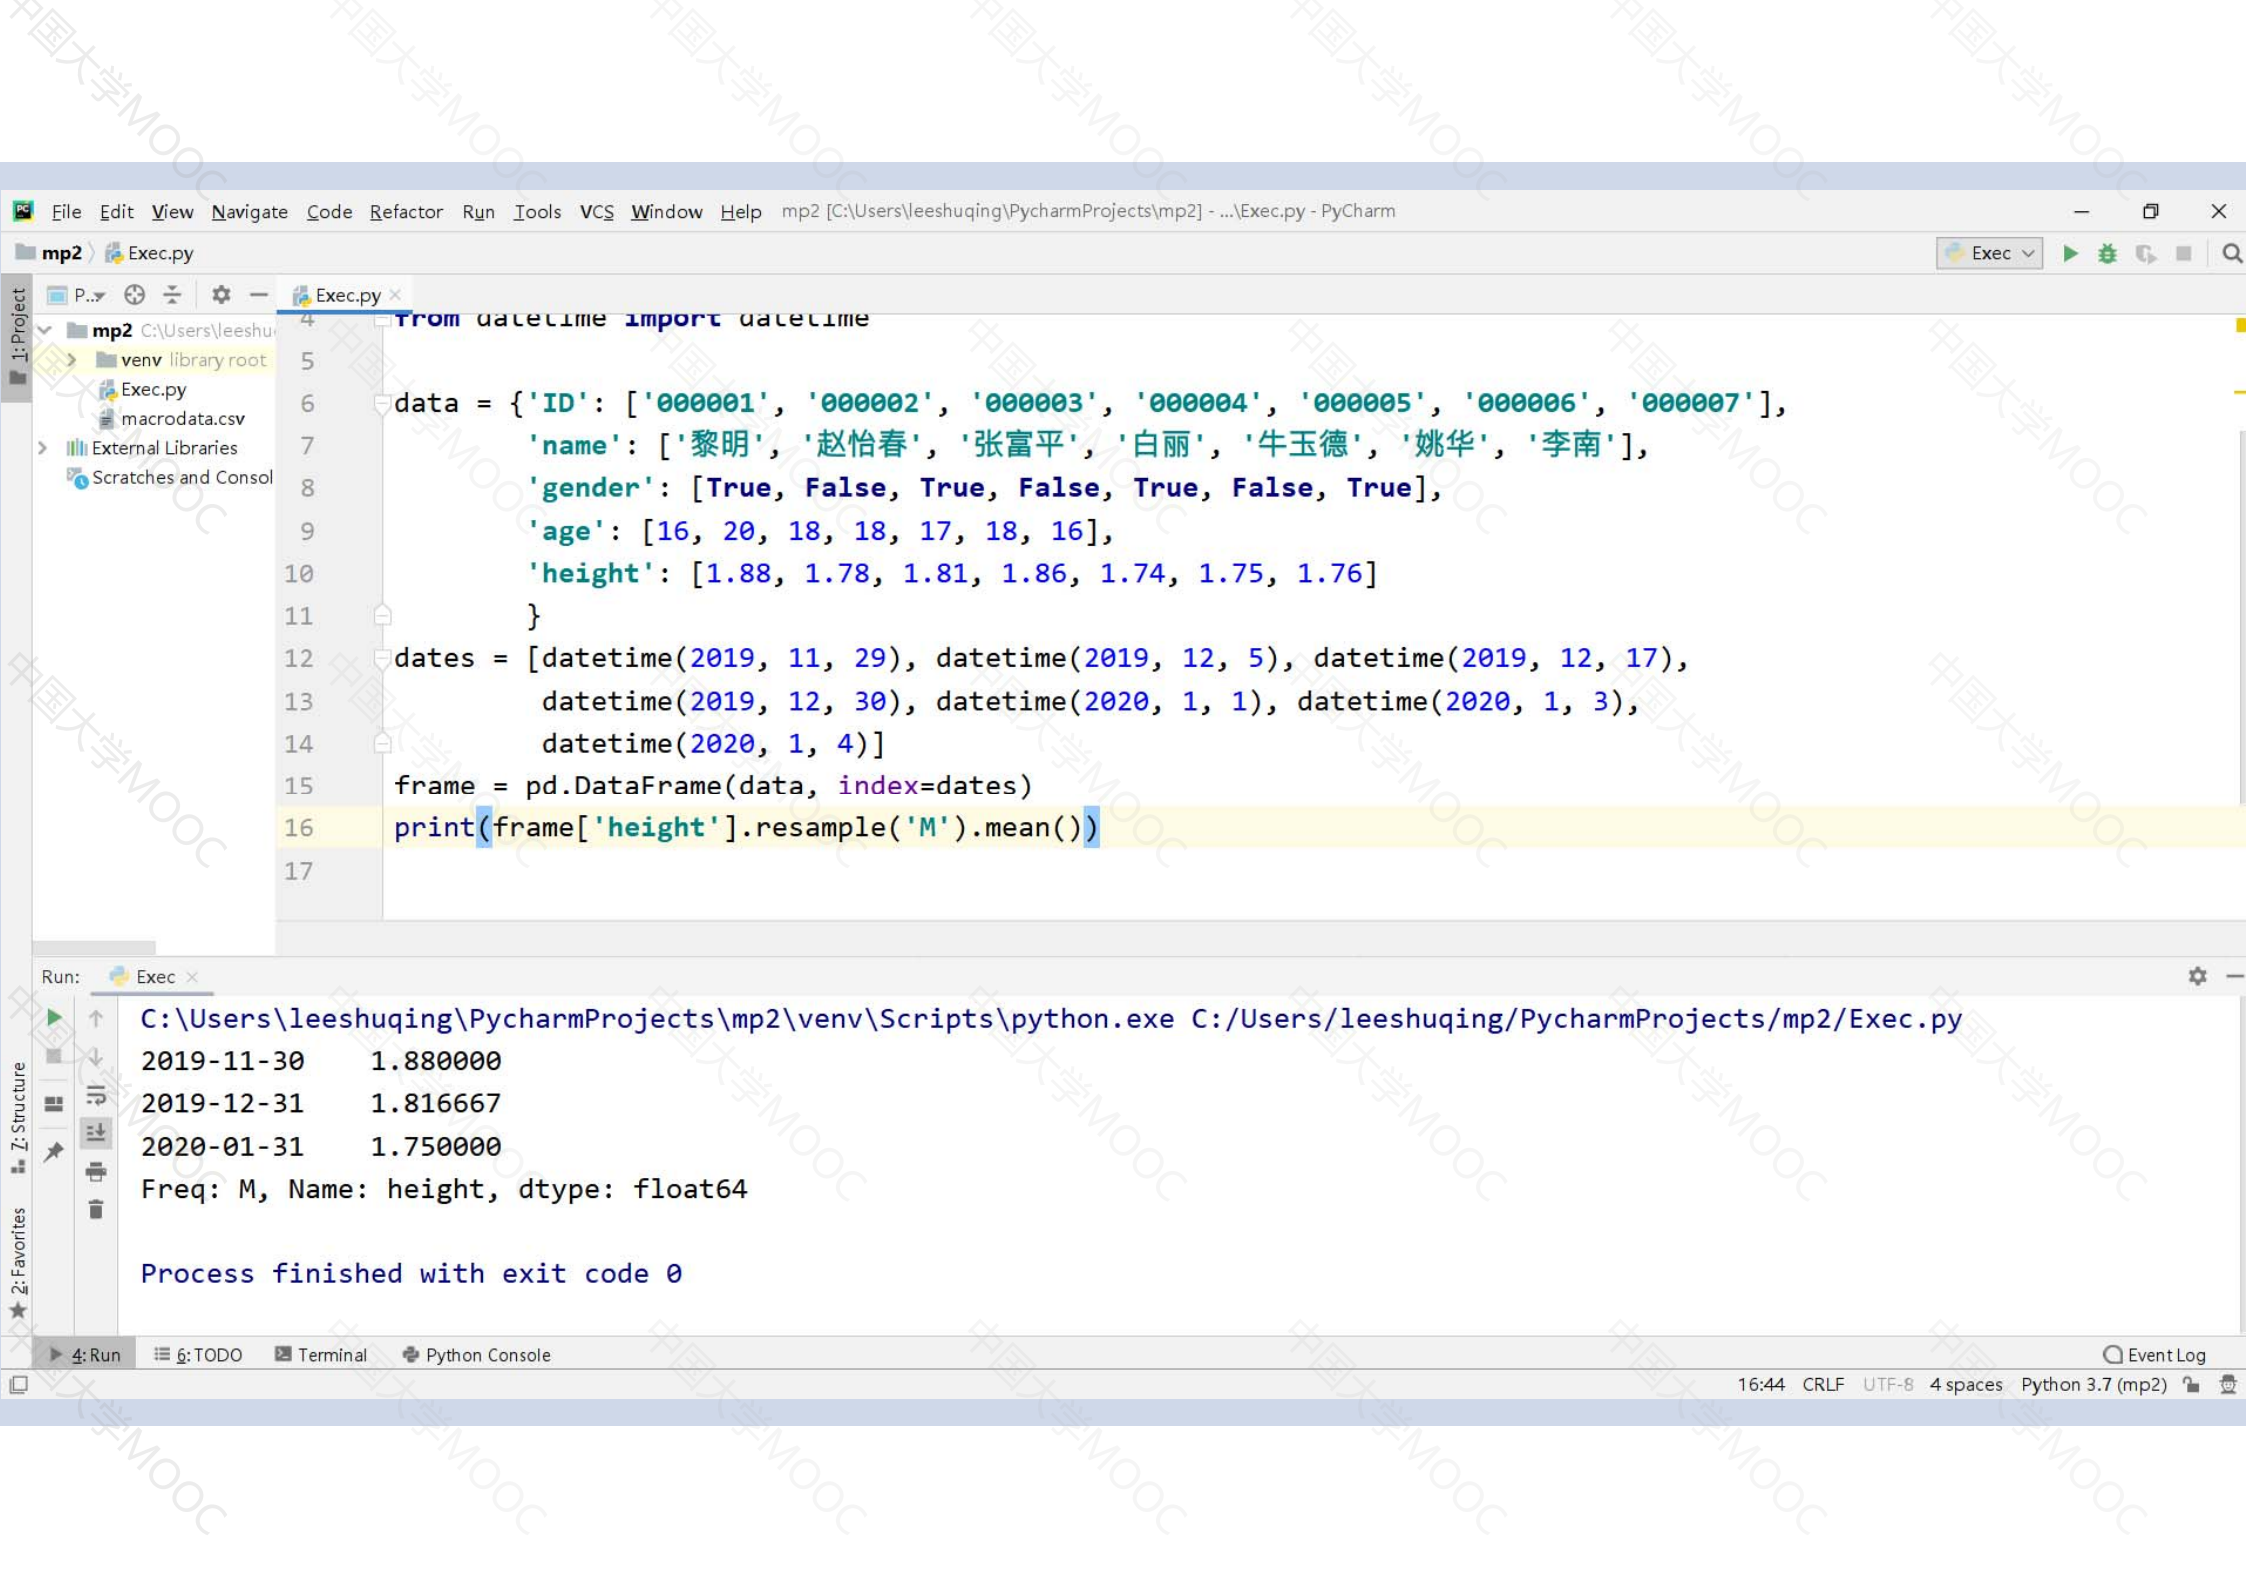 File Edit View Navigate Code Refactor Run Tools VCS Window Help mp2 [C:\Users\leeshuqing\PycharmProjects\mp2] - ...\Exec.py - PyCharm
mp2 Exec.py Exec
P.. Exec.py
1: Project
mp2 C:\Users\leeshu
venv library root
Exec.py
macrodata.csv
External Libraries
Scratches and Consol
4 from datetime import datetime
5
6 data = {'ID': ['000001', '000002', '000003', '000004', '000005', '000006', '000007'],
7 'name': ['黎明', '赵怡春', '张富平', '白丽', '牛玉德', '姚华', '李南'],
8 'gender': [True, False, True, False, True, False, True],
9 'age': [16, 20, 18, 18, 17, 18, 16],
10 'height': [1.88, 1.78, 1.81, 1.86, 1.74, 1.75, 1.76]
11 }
12 dates = [datetime(2019, 11, 29), datetime(2019, 12, 5), datetime(2019, 12, 17),
13 datetime(2019, 12, 30), datetime(2020, 1, 1), datetime(2020, 1, 3),
14 datetime(2020, 1, 4)]
15 frame = pd.DataFrame(data, index=dates)
16 print(frame['height'].resample('M').mean())
17
Run: Exec
C:\Users\leeshuqing\PycharmProjects\mp2\venv\Scripts\python.exe C:/Users/leeshuqing/PycharmProjects/mp2/Exec.py
2019-11-30 1.880000
2019-12-31 1.816667
2020-01-31 1.750000
Freq: M, Name: height, dtype: float64
Process finished with exit code 0
7: Structure
2: Favorites
4: Run 6: TODO Terminal Python Console Event Log
16:44 CRLF UTF-8 4 spaces Python 3.7 (mp2)
中国大学MOOC